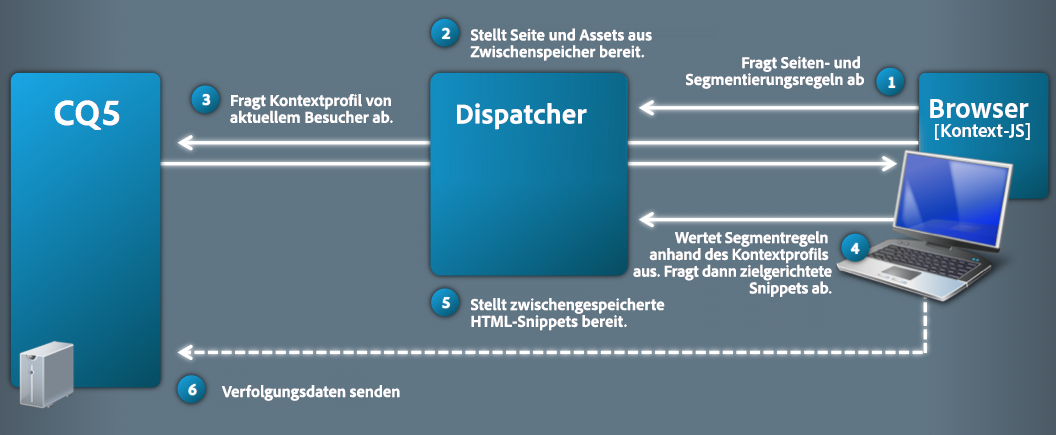 2
Stellt Seite und Assets aus
Zwischenspeicher bereit.
Fragt Seiten- und
Segmentierungsregeln ab
1
3
Fragt Kontextprofil von
aktuellem Besucher ab.
CQ5
Dispatcher
Browser
[Kontext-JS]
Wertet Segmentregeln
anhand des Kontextprofils
aus. Fragt dann zielgerichtete
Snippets ab.
4
5
Stellt zwischengespeicherte
HTML-Snippets bereit.
6
Verfolgungsdaten senden